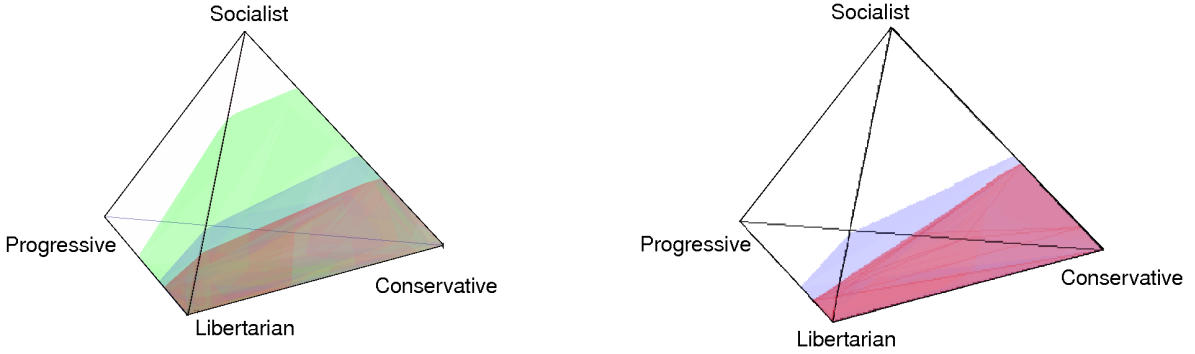 Socialist
Progressive
Conservative
Libertarian
Socialist
Progressive
Conservative
Libertarian